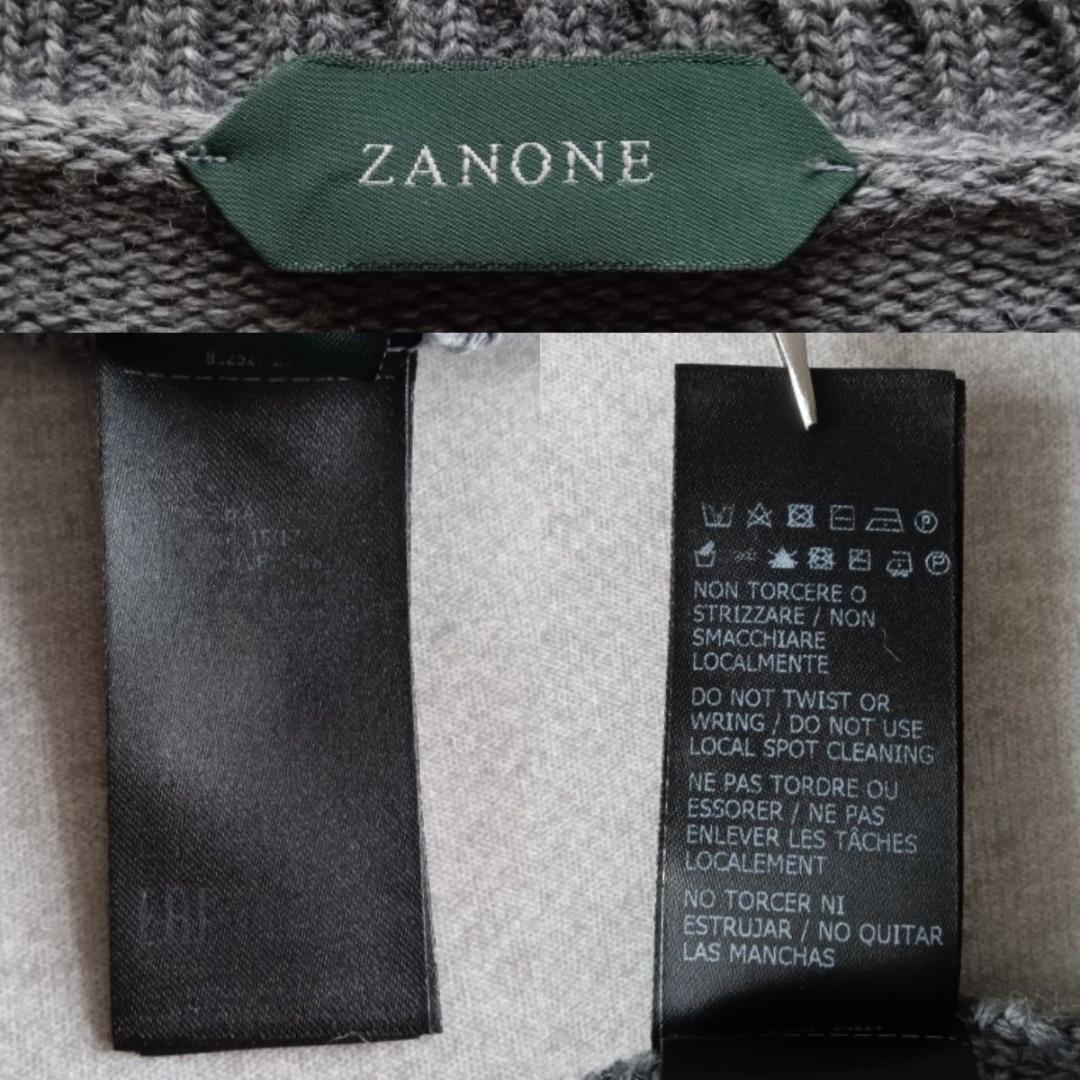 ZANONE
NON TORCERE O
STRIZZARE / NON
SMACCHIARE
LOCALMENTE
DO NOT TWIST OR
WRING / DO NOT USE
LOCAL SPOT CLEANING
NE PAS TORDRE OU
ESSORER / NE PAS
ENLEVER LES TÂCHES
LOCALEMENT
NO TORCER NI
ESTRUJAR / NO QUITAR
LAS MANCHAS